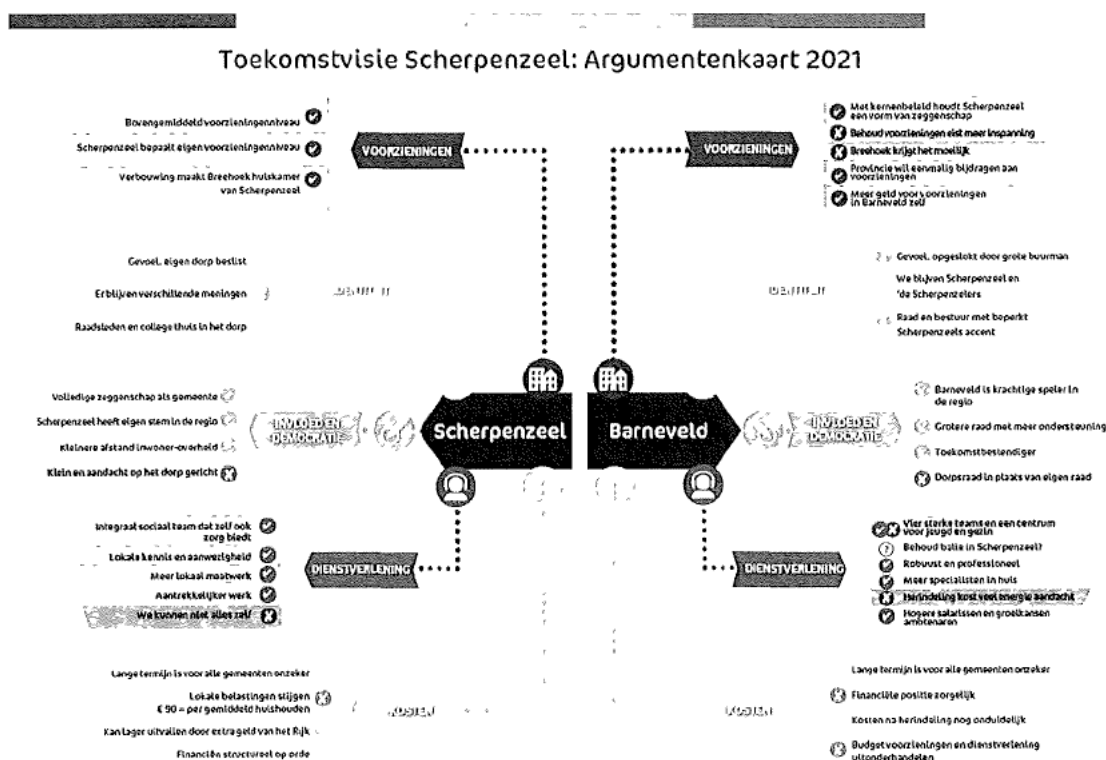 Toekomstvisie Scherpenzeel: Argumentenkaart 2021
Bovengemiddeld voorzieningenniveau
Scherpenzeel bepaalt eigen voorzieningenniveau
Verbouwing maakt Breehoek huiskamer
van Scherpenzeel
VOORZIENINGEN
Gevoel, eigen dorp beslist
Er blijven verschillende meningen
Raadsleden en college thuis in het dorp
Volledige zeggenschap als gemeente
Scherpenzeel heeft eigen stem in de regio
Kleinere afstand inwoner-overheid
Klein en aandacht op het dorp gericht
INVLOED EN
DEMOCRATIE
Scherpenzeel
Integraal sociaal team dat zelf ook
zorg biedt
Lokale kennis en aanwezigheid
Meer lokaal maatwerk
Aantrekkelijker werk
We kunnen niet alles zelf
DIENSTVERLENING
Lange termijn is voor alle gemeenten onzeker
Lokale belastingen stijgen
€ 90 = per gemiddeld huishouden
Kan lager uitvallen door extra geld van het Rijk
Financiën structureel op orde
KOSTEN
VOORZIENINGEN
Met kernenbeleid houdt Scherpenzeel
een vorm van zeggenschap
Behoud voorzieningen eist meer inspanning
Breehoek krijgt het moeilijk
Provincie wil eenmalig bijdragen aan
voorzieningen
Meer geld voor voorzieningen
in Barneveld zelf
Gevoel, opgeslokt door grote buurman
We blijven Scherpenzeel en
'de Scherpenzelers
Raad en bestuur met beperkt
Scherpenzeels accent
Barneveld
INVLOED EN
DEMOCRATIE
Barneveld is krachtige speler in
de regio
Grotere raad met meer ondersteuning
Toekomstbestendiger
Dorpsraad in plaats van eigen raad
DIENSTVERLENING
Vier sterke teams en een centrum
voor jeugd en gezin
Behoud balie in Scherpenzeel?
Robuust en professioneel
Meer specialisten in huis
Herindeling kost veel energie aandacht
Hogere salarissen en groeikansen
ambtenaren
KOSTEN
Lange termijn is voor alle gemeenten onzeker
Financiële positie zorgelijk
Kosten na herindeling nog onduidelijk
Budget voorzieningen en dienstverlening
uitonderhandelen